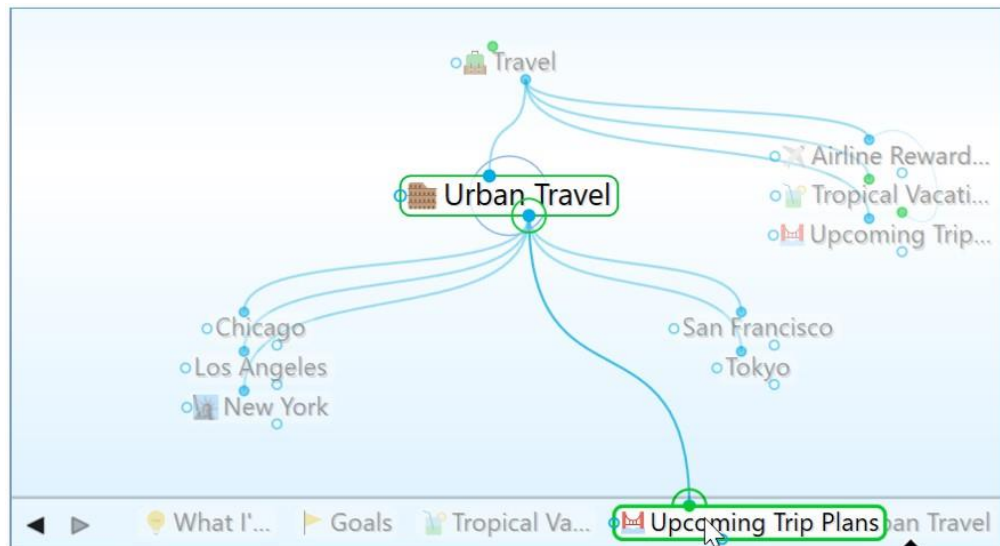 Travel
Airline Reward...
Urban Travel
Tropical Vacati...
Upcoming Trip...
Chicago
San Francisco
Los Angeles
Tokyo
New York
What I'... Goals Tropical Va... Upcoming Trip Plans ban Travel